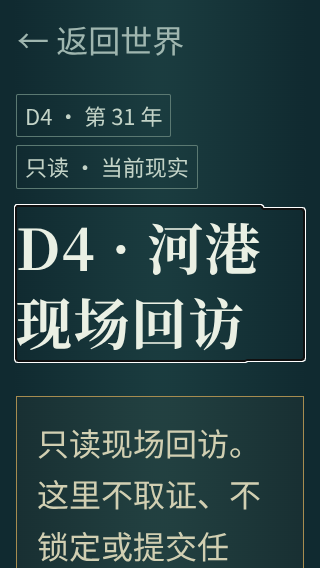 ← 返回世界
D4 · 第 31 年
只读 · 当前现实
D4 · 河港
现场回访
只读现场回访。
这里不取证、不
锁定或提交任